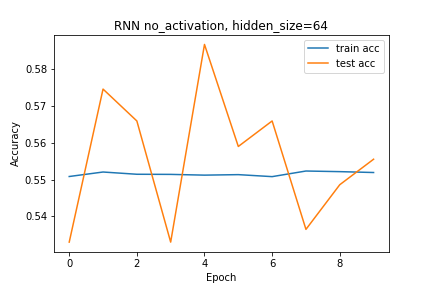 RNN no_activation, hidden_size=64
train acc
test acc
0.58
0.57
0.56
0.55
0.54
Accuracy
0 2 4 6 8
Epoch